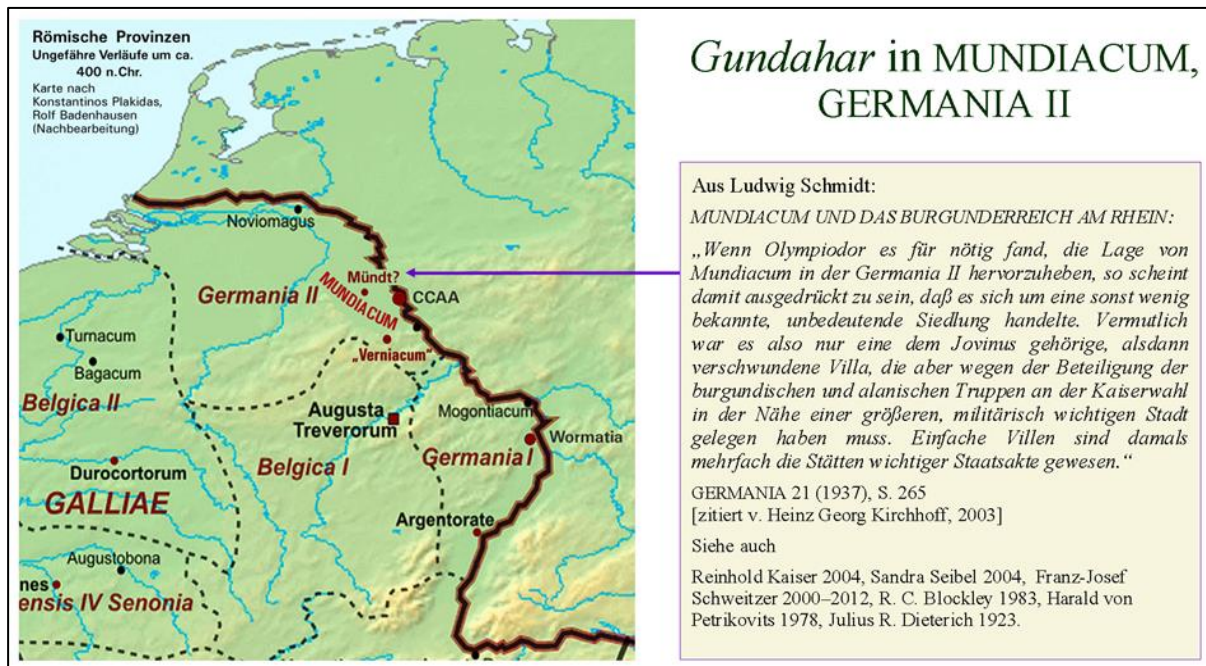 Römische Provinzen
Ungefähre Verläufe um ca.
400 n.Chr.
Karte nach
Konstantinos Plakidas,
Rolf Badenhausen
(Nachbearbeitung)
Noviomagus
Mündt?
Germania II
MUNDIACUM
CCAA
Turnacum
„Verniacum“
Bagacum
Belgica II
Augusta
Treverorum
Mogontiacum
Wormatia
Belgica I
Germania I
Durocortorum
GALLIAE
Argentorate
Augustobona
nes
ensis IV Senonia
Gundahar in MUNDIACUM,
GERMANIA II
Aus Ludwig Schmidt:
MUNDIACUM UND DAS BURGUNDERREICH AM RHEIN:
„Wenn Olympiodor es für nötig fand, die Lage von
Mundiacum in der Germania II hervorzuheben, so scheint
damit ausgedrückt zu sein, daß es sich um eine sonst wenig
bekannte, unbedeutende Siedlung handelte. Vermutlich
war es also nur eine dem Jovinus gehörige, alsdann
verschwundene Villa, die aber wegen der Beteiligung der
burgundischen und alanischen Truppen an der Kaiserwahl
in der Nähe einer größeren, militärisch wichtigen Stadt
gelegen haben muss. Einfache Villen sind damals
mehrfach die Stätten wichtiger Staatsakte gewesen.“
GERMANIA 21 (1937), S. 265
[zitiert v. Heinz Georg Kirchhoff, 2003]
Siehe auch
Reinhold Kaiser 2004, Sandra Seibel 2004, Franz-Josef
Schweitzer 2000–2012, R. C. Blockley 1983, Harald von
Petrikovits 1978, Julius R. Dieterich 1923.